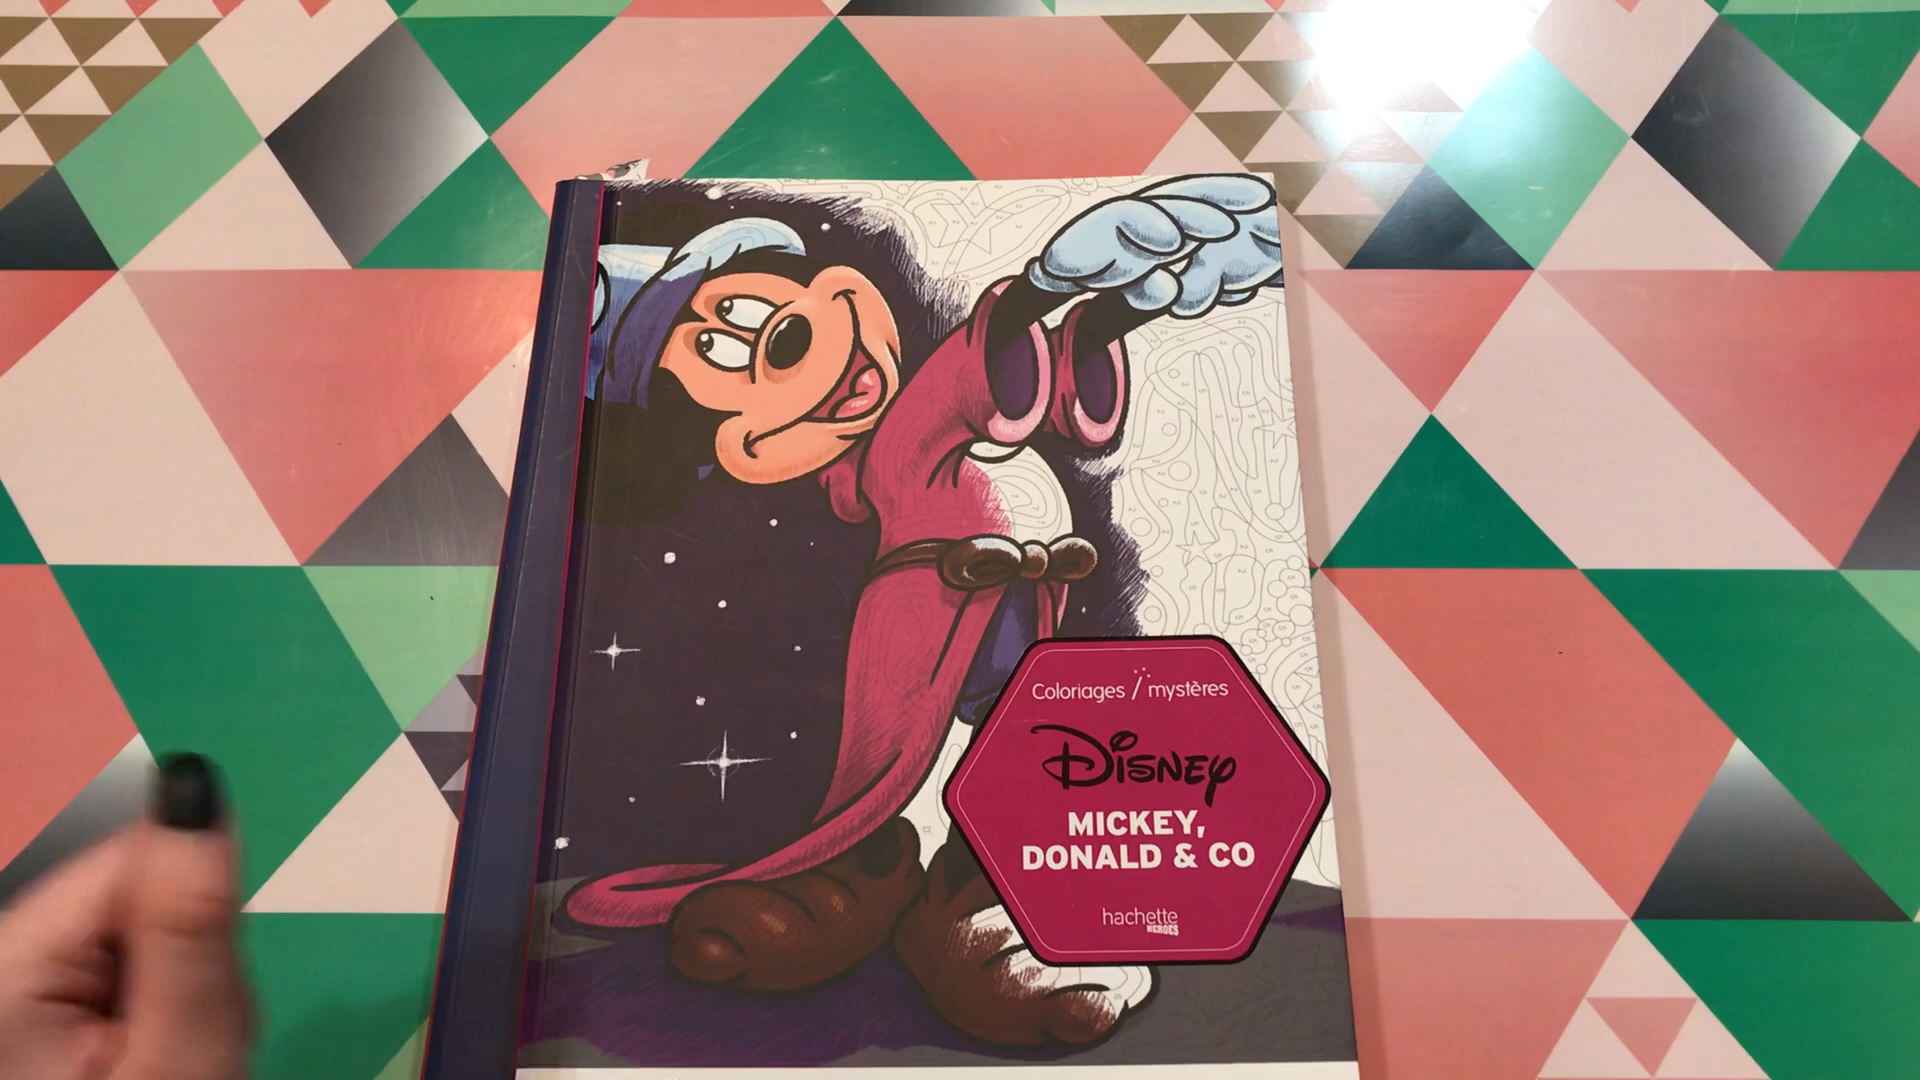 Coloriages mystères
Disney
MICKEY,
DONALD & CO
hachette
HEROES